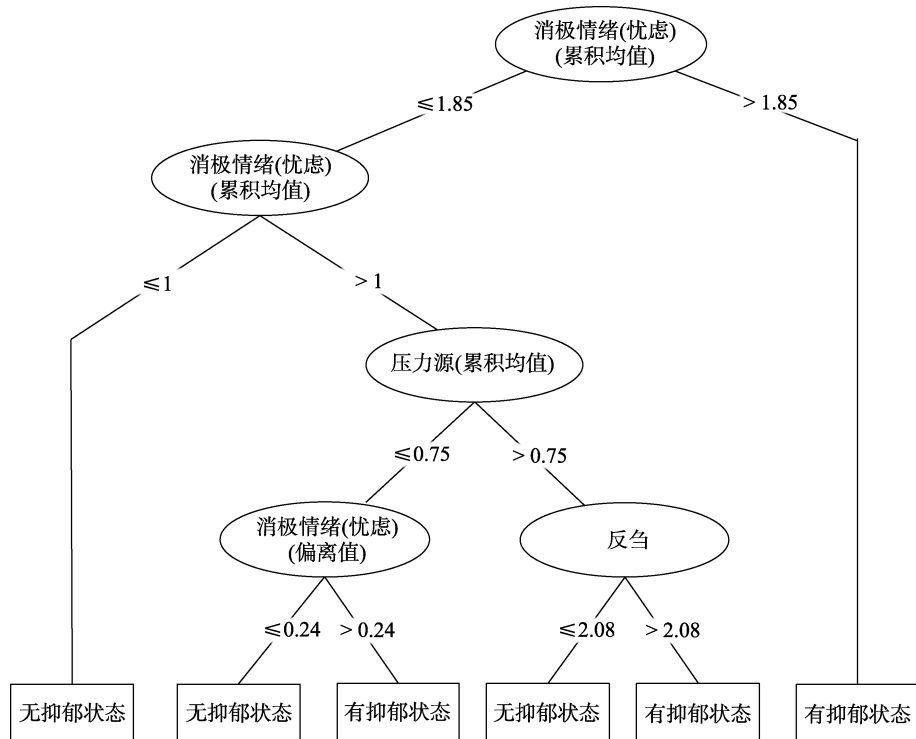 消极情绪(忧虑)
(累积均值)
≤1.85
> 1.85
消极情绪(忧虑)
(累积均值)
≤1
> 1
压力源(累积均值)
≤0.75
> 0.75
消极情绪(忧虑)
(偏离值)
反刍
≤0.24
> 0.24
≤2.08
> 2.08
无抑郁状态
无抑郁状态
有抑郁状态
无抑郁状态
有抑郁状态
有抑郁状态